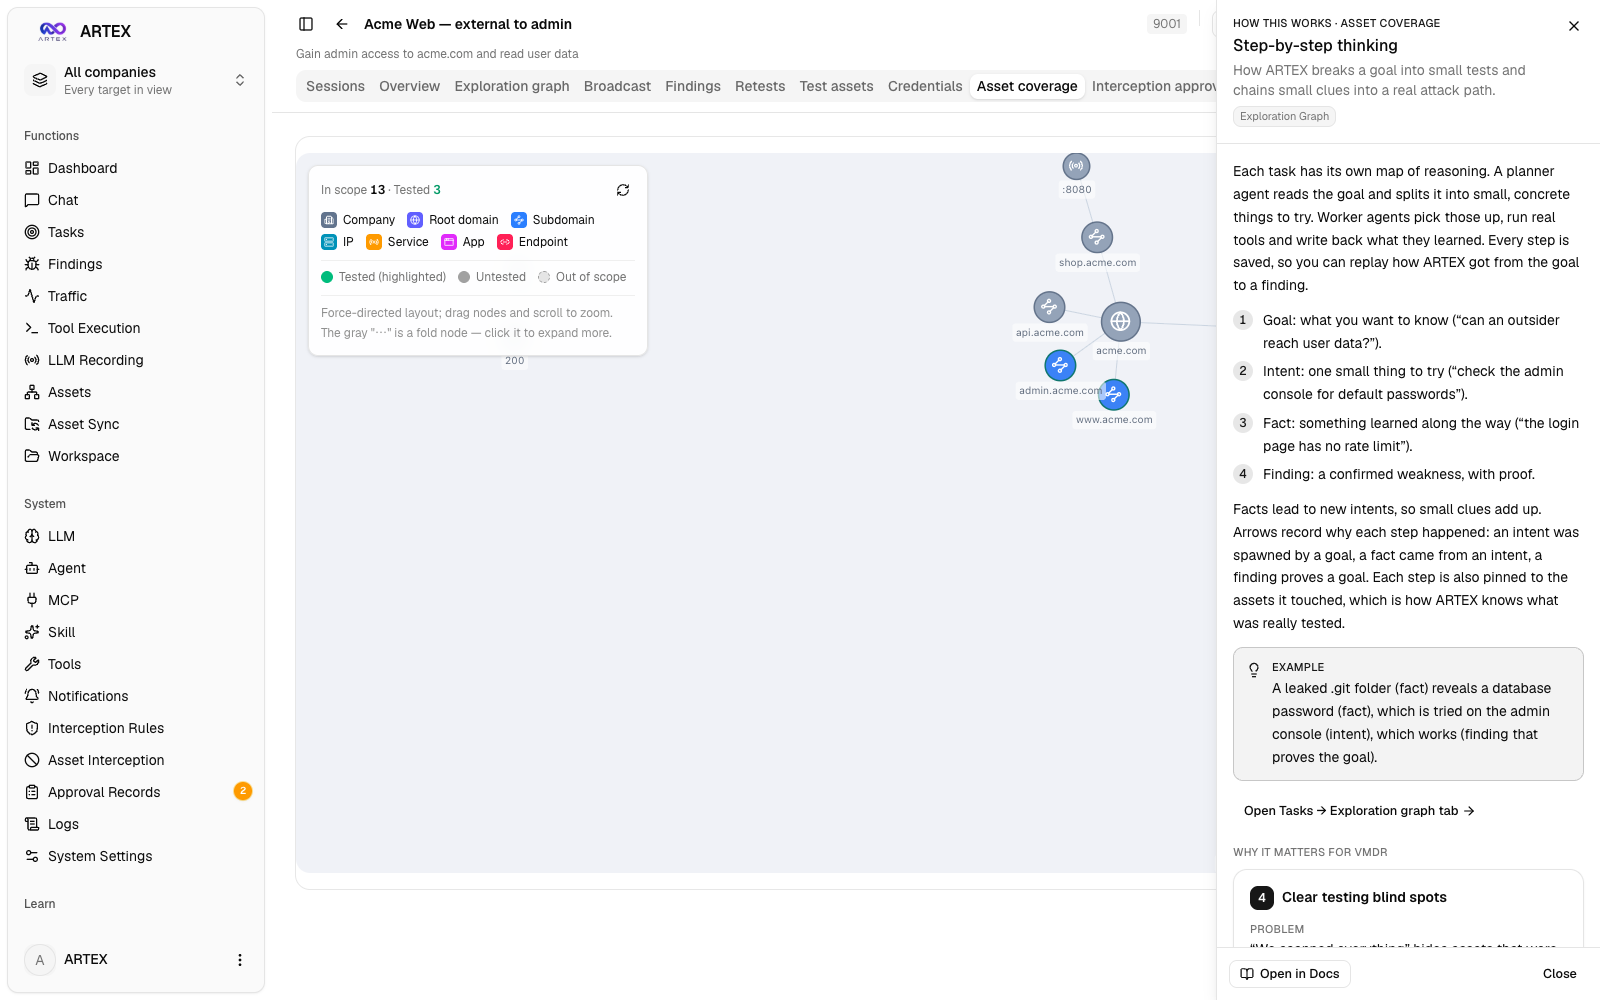 ARTEX
ARTEX
All companies
Every target in view
Functions
Dashboard
Chat
Tasks
Findings
Traffic
Tool Execution
LLM Recording
Assets
Asset Sync
Workspace
System
LLM
Agent
MCP
Skill
Tools
Notifications
Interception Rules
Asset Interception
Approval Records
2
Logs
System Settings
Learn
A
ARTEX
Acme Web — external to admin
9001
Gain admin access to acme.com and read user data
Sessions Overview Exploration graph Broadcast Findings Retests Test assets Credentials Asset coverage Interception approv
In scope 13 · Tested 3
Company Root domain Subdomain
IP Service App Endpoint
Tested (highlighted) Untested Out of scope
Force-directed layout; drag nodes and scroll to zoom.
The gray "···" is a fold node — click it to expand more.
200
:8080
shop.acme.com
api.acme.com
acme.com
admin.acme.com
www.acme.com
HOW THIS WORKS · ASSET COVERAGE
Step-by-step thinking
How ARTEX breaks a goal into small tests and
chains small clues into a real attack path.
Exploration Graph
Each task has its own map of reasoning. A planner
agent reads the goal and splits it into small, concrete
things to try. Worker agents pick those up, run real
tools and write back what they learned. Every step is
saved, so you can replay how ARTEX got from the goal
to a finding.
1 Goal: what you want to know (“can an outsider
reach user data?”).
2 Intent: one small thing to try (“check the admin
console for default passwords”).
3 Fact: something learned along the way (“the login
page has no rate limit”).
4 Finding: a confirmed weakness, with proof.
Facts lead to new intents, so small clues add up.
Arrows record why each step happened: an intent was
spawned by a goal, a fact came from an intent, a
finding proves a goal. Each step is also pinned to the
assets it touched, which is how ARTEX knows what
was really tested.
EXAMPLE
A leaked .git folder (fact) reveals a database
password (fact), which is tried on the admin
console (intent), which works (finding that
proves the goal).
Open Tasks → Exploration graph tab →
WHY IT MATTERS FOR VMDR
4 Clear testing blind spots
PROBLEM
“We scanned everything” hides assets that were
Open in Docs
Close